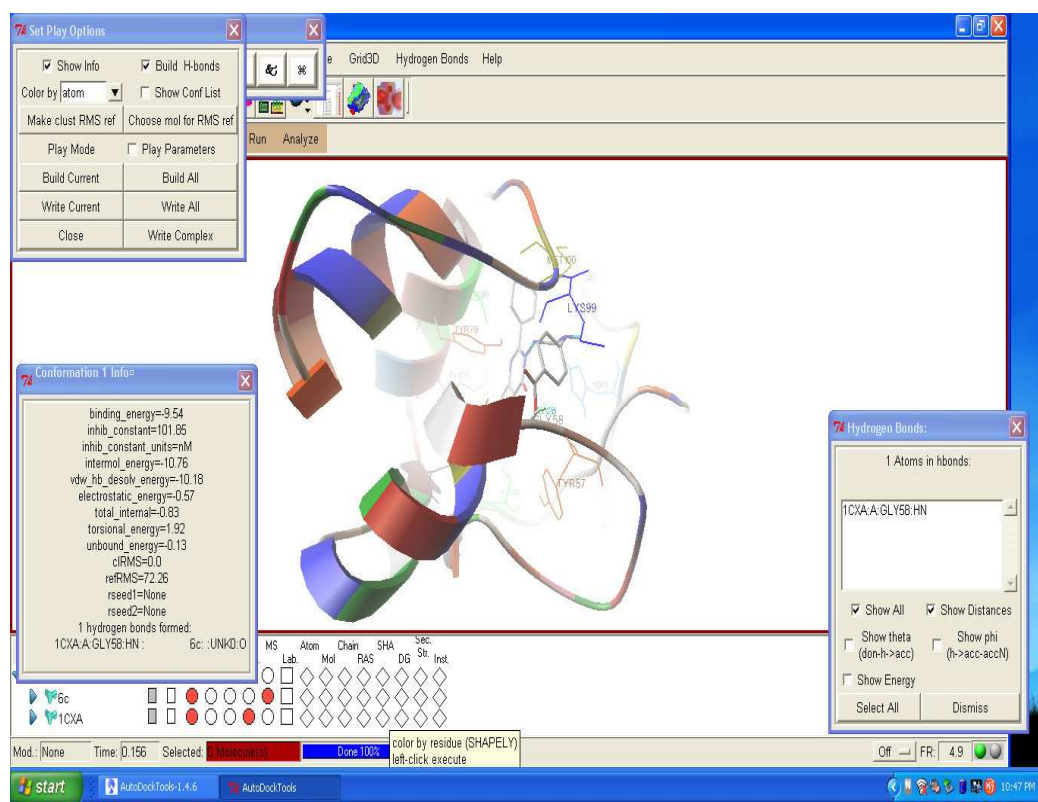 Set Play Options
Show Info
Build H-bonds
Color by atom
Show Conf List
Make clust RMS ref
Choose mol for RMS ref
Play Mode
Play Parameters
Build Current
Build All
Write Current
Write All
Close
Write Complex
e Grid3D Hydrogen Bonds Help
Run Analyze
MET100
LYS99
TYR79
GLY58
TYR57
Conformation 1 Info
binding_energy=-9.54
inhib_constant=101.85
inhib_constant_units=nM
intermol_energy=-10.76
vdw_hb_desolv_energy=-10.18
electrostatic_energy=-0.57
total_internal=-0.83
torsional_energy=1.92
unbound_energy=-0.13
clRMS=0.0
refRMS=72.26
rseed1=None
rseed2=None
1 hydrogen bonds formed:
1CXA:A:GLY58:HN : 6c: :UNK0:O
Hydrogen Bonds:
1 Atoms in hbonds:
1CXA:A:GLY58:HN
Show All
Show Distances
Show theta
(don-h->acc)
Show phi
(h->acc-accN)
Show Energy
Select All
Dismiss
MS Atom Chain SHA Sec.
Lab. Mol RAS DG Str. Inst.
6c
1CXA
color by residue (SHAPELY)
left-click execute
Mod.: None Time: 0.156 Selected: Done 100% Off FR: 4.9
start AutoDockTools-1.4.6 AutoDockTools 10:47 PM